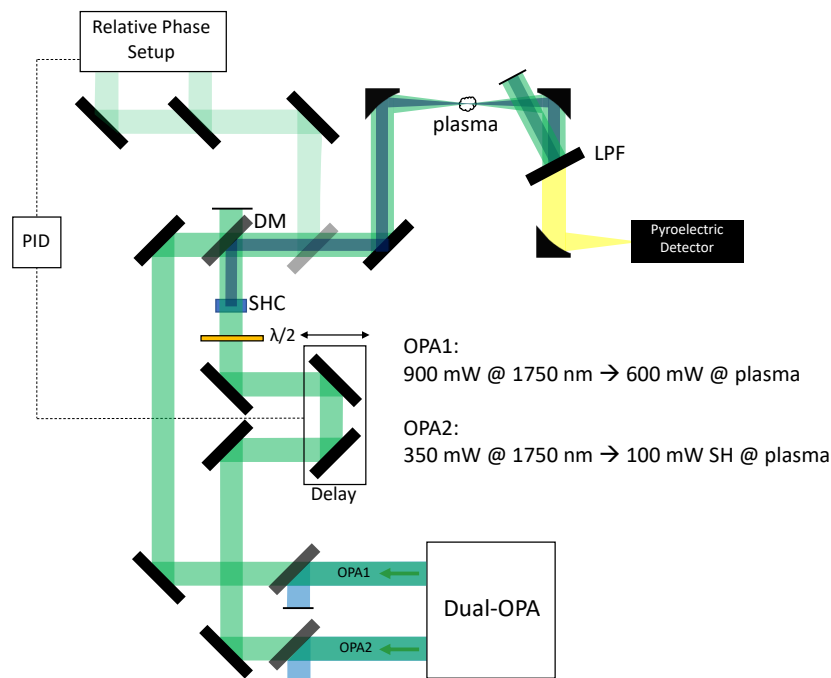 Relative Phase
Setup
plasma
LPF
DM
PID
Pyroelectric
Detector
SHC
λ/2
OPA1:
900 mW @ 1750 nm → 600 mW @ plasma
OPA2:
350 mW @ 1750 nm → 100 mW SH @ plasma
Delay
OPA1
Dual-OPA
OPA2